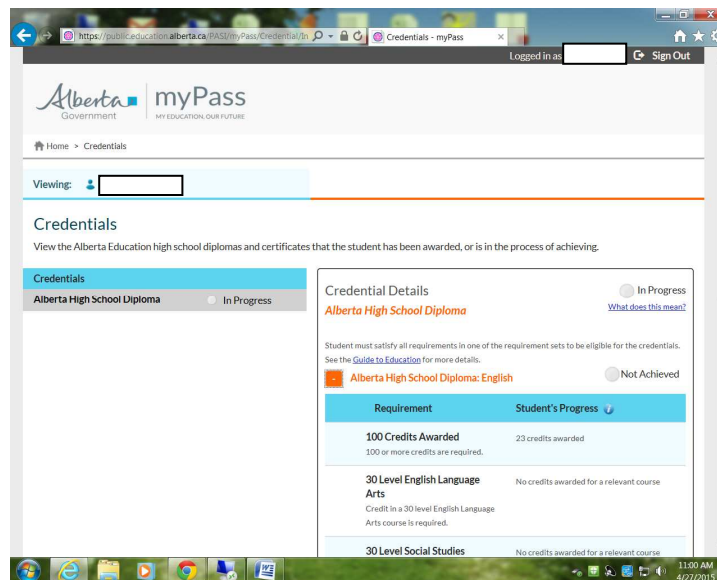 https://public.education.alberta.ca/PASI/myPass/Credential/In
Credentials - myPass
Logged in as
Sign Out
Alberta
Government
myPass
MY EDUCATION, OUR FUTURE
Home > Credentials
Viewing:
Credentials
View the Alberta Education high school diplomas and certificates that the student has been awarded, or is in the process of achieving.
Credentials
Alberta High School Diploma In Progress
Credential Details
In Progress
Alberta High School Diploma
What does this mean?
Student must satisfy all requirements in one of the requirement sets to be eligible for the credentials.
See the Guide to Education for more details.
- Alberta High School Diploma: English
Not Achieved
Requirement Student's Progress
100 Credits Awarded
100 or more credits are required.
23 credits awarded
30 Level English Language
Arts
Credit in a 30 level English Language
Arts course is required.
No credits awarded for a relevant course
30 Level Social Studies
No credits awarded for a relevant course
11:00 AM
4/27/2015